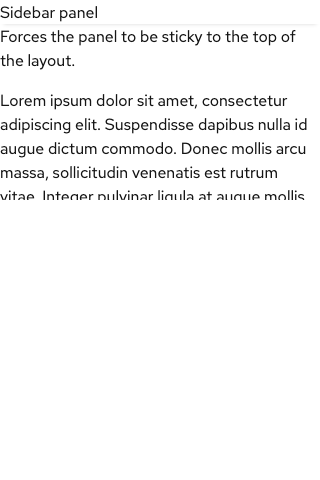 Sidebar panel
Forces the panel to be sticky to the top of
the layout.
Lorem ipsum dolor sit amet, consectetur
adipiscing elit. Suspendisse dapibus nulla id
augue dictum commodo. Donec mollis arcu
massa, sollicitudin venenatis est rutrum
vitae. Integer pulvinar ligula at augue mollis